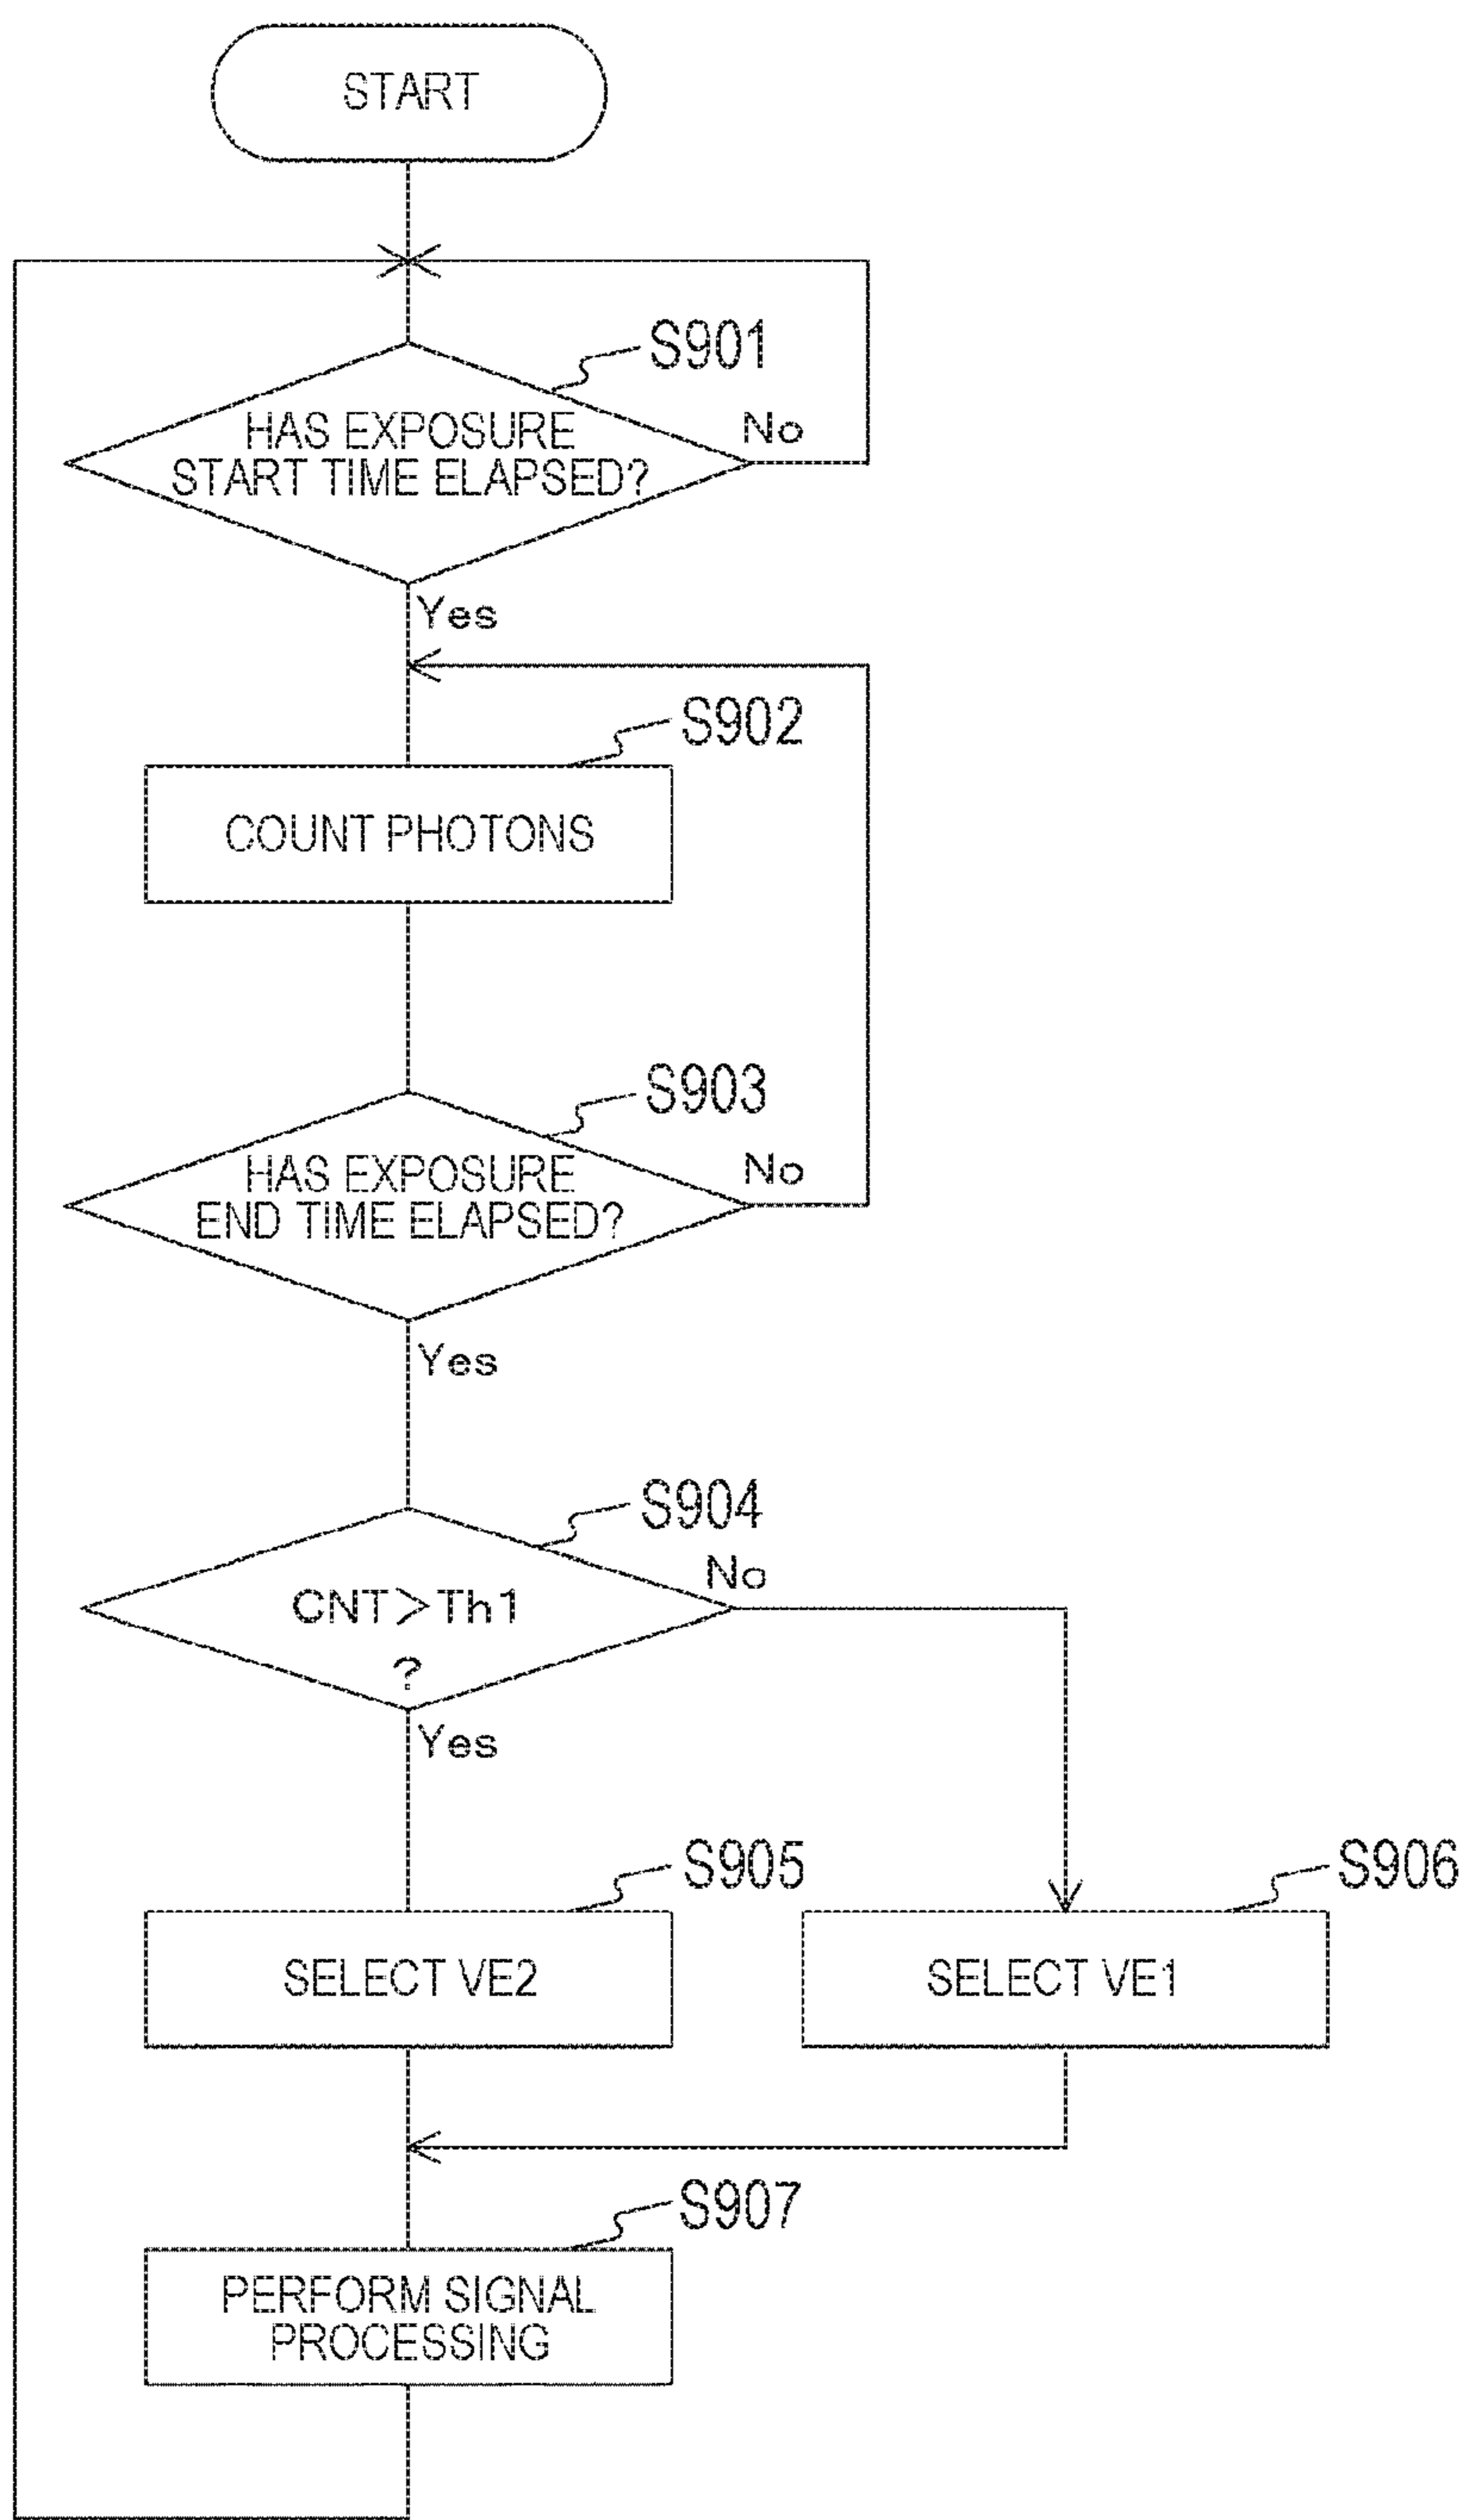 START
S901
HAS EXPOSURE
START TIME ELAPSED?
No
Yes
S902
COUNT PHOTONS
S903
HAS EXPOSURE
END TIME ELAPSED?
No
Yes
S904
CNT>Th1
?
No
Yes
S905
SELECT VE2
S906
SELECT VE1
S907
PERFORM SIGNAL
PROCESSING